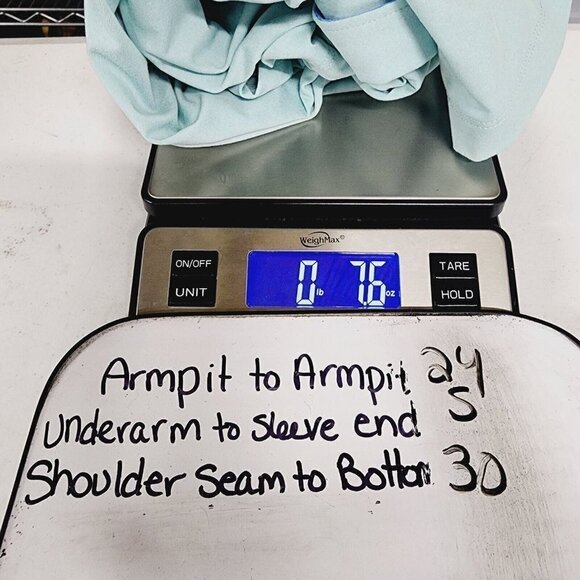 WeighMax®
ON/OFF
UNIT
0 lb 7.6 oz
TARE
HOLD
Armpit to Armpit 24
Underarm to sleeve end 5
Shoulder Seam to Bottom 30